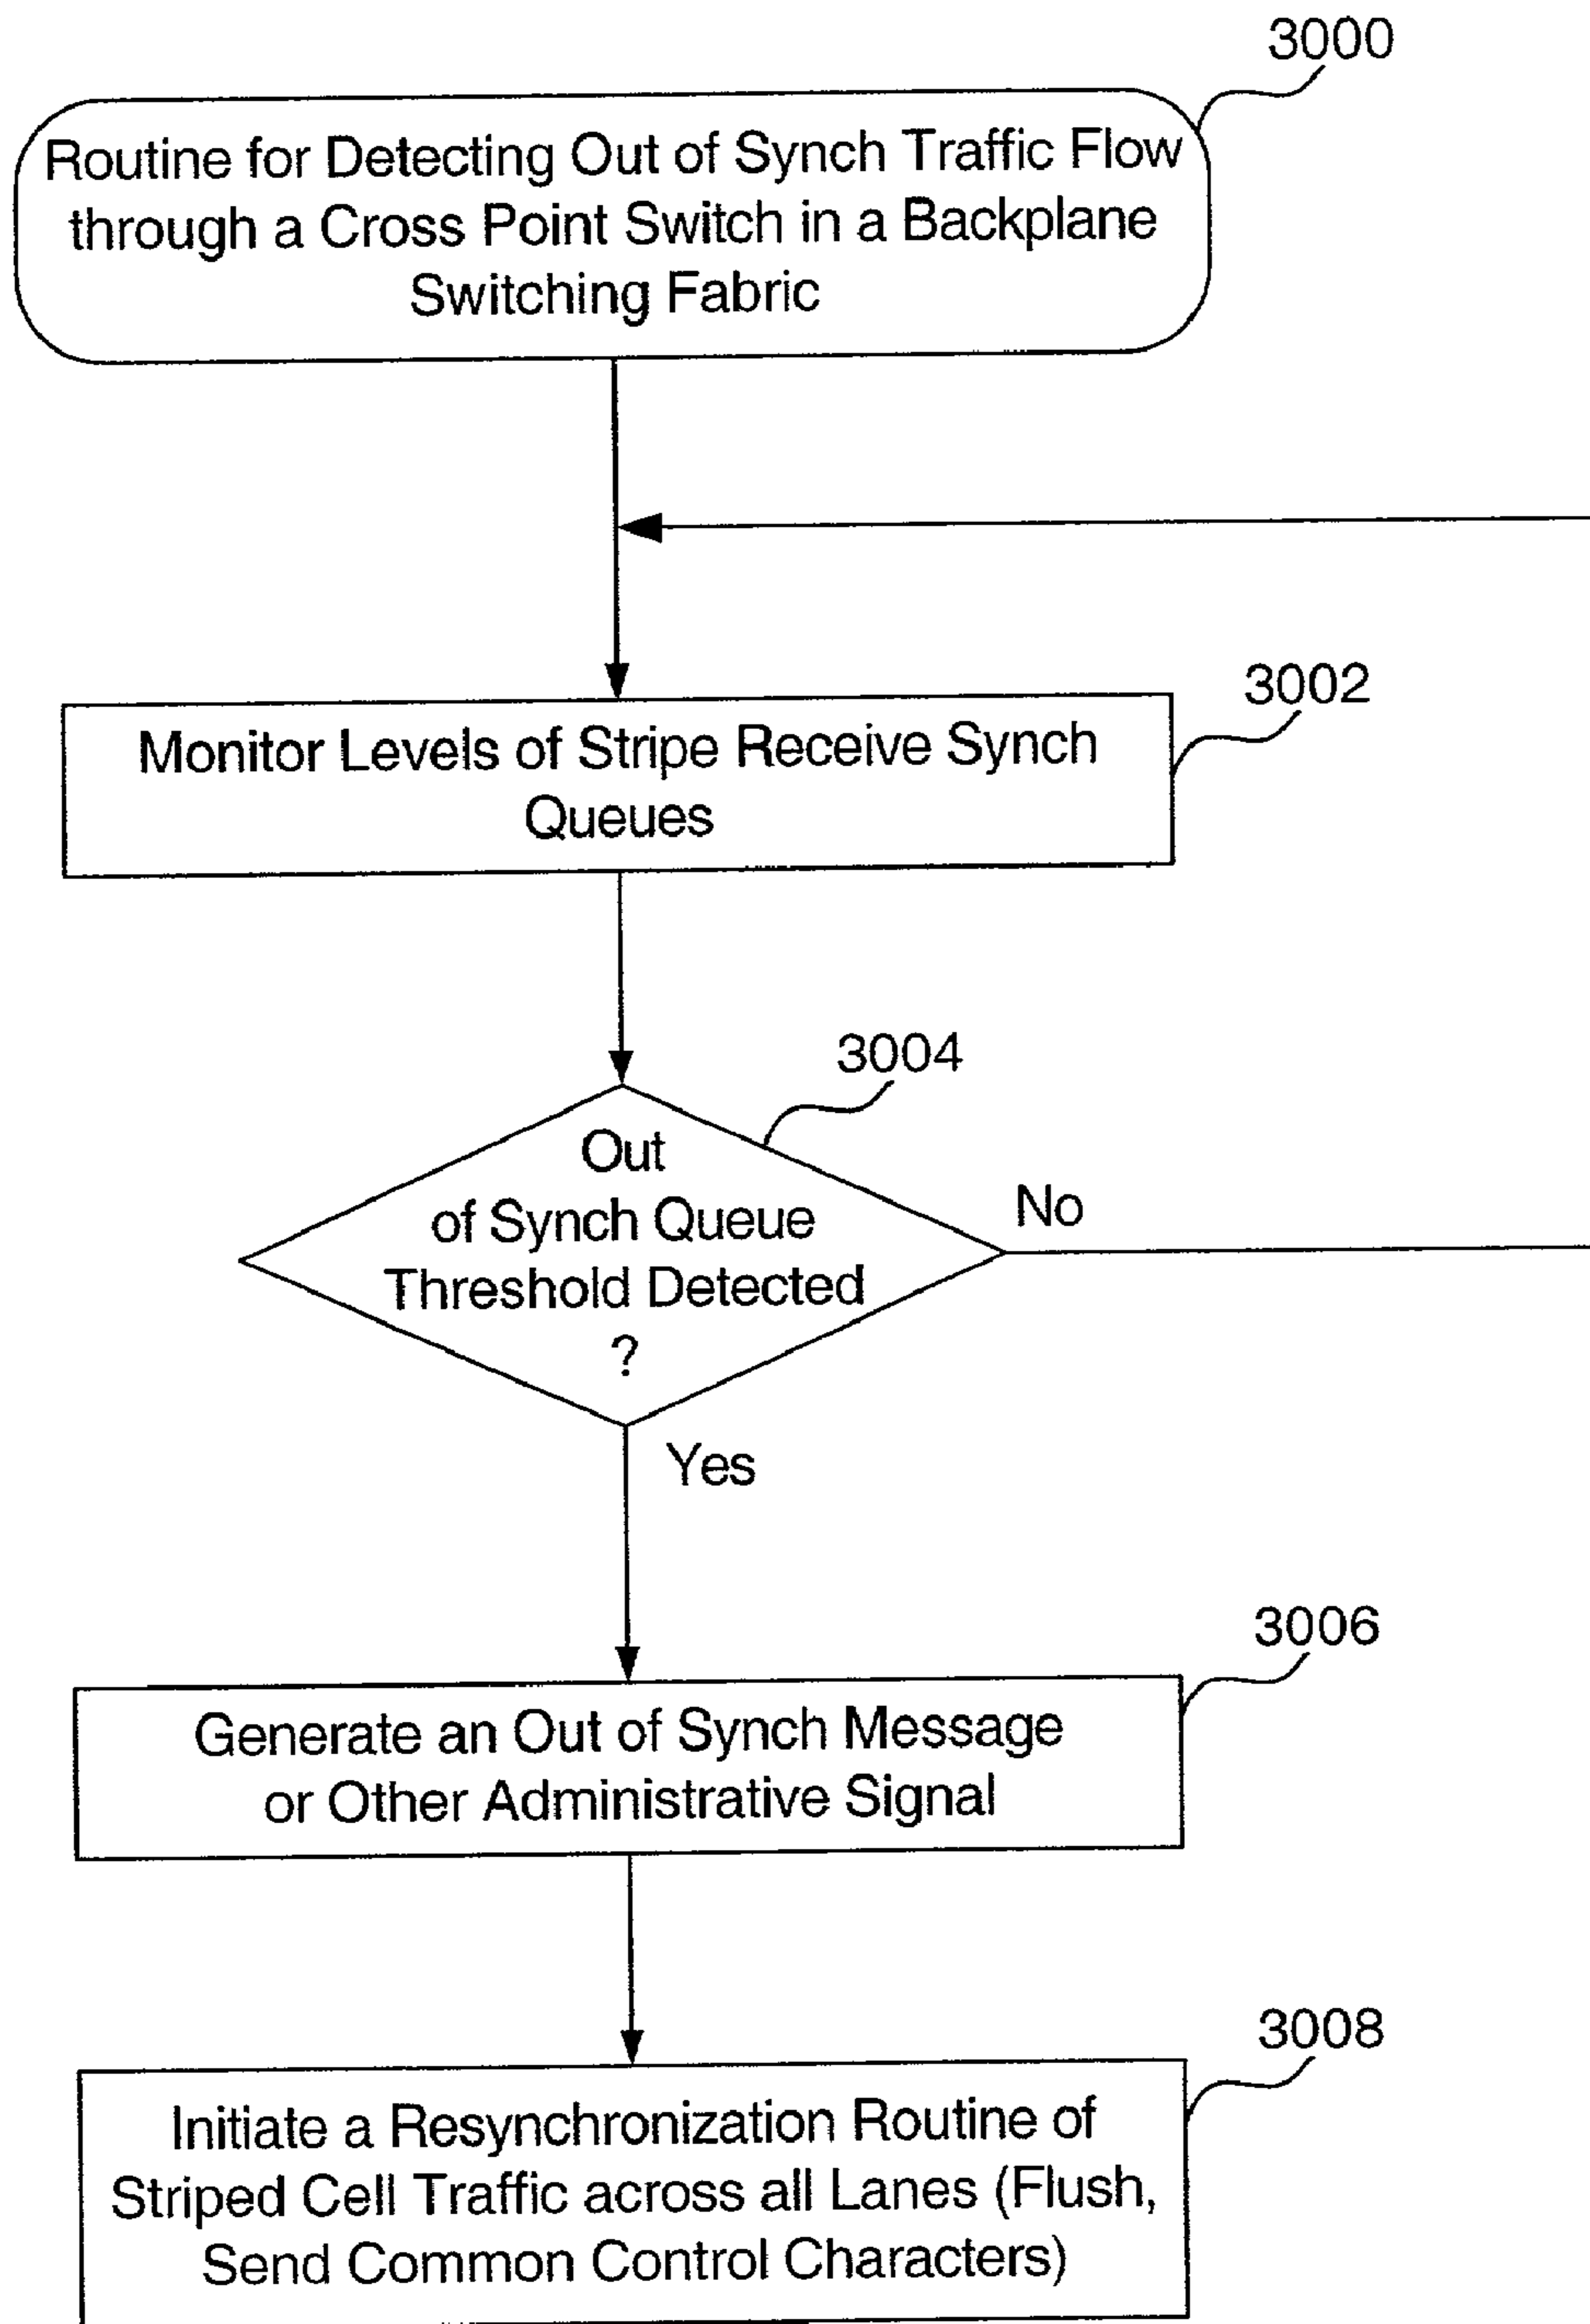 3000
Routine for Detecting Out of Synch Traffic Flow
through a Cross Point Switch in a Backplane
Switching Fabric
3002
Monitor Levels of Stripe Receive Synch
Queues
3004
Out
of Synch Queue
Threshold Detected
?
No
Yes
3006
Generate an Out of Synch Message
or Other Administrative Signal
3008
Initiate a Resynchronization Routine of
Striped Cell Traffic across all Lanes (Flush,
Send Common Control Characters)